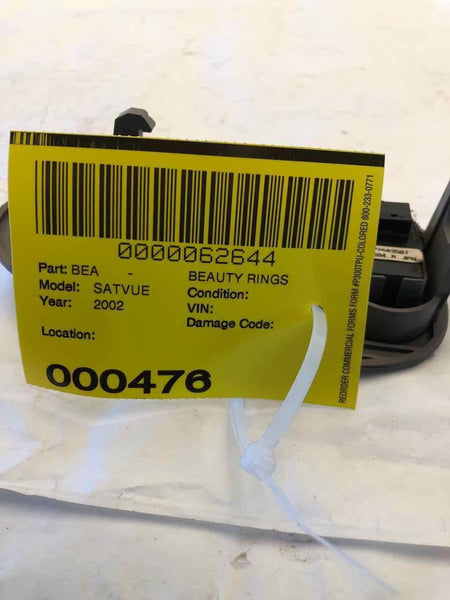 0000062644
Part: BEA - BEAUTY RINGS
Model: SATVUE Condition:
Year: 2002 VIN:
Damage Code:
Location:
000476
REORDER COMMERCIAL FORMS FORM #P300TPU-COLORED 800-233-0771